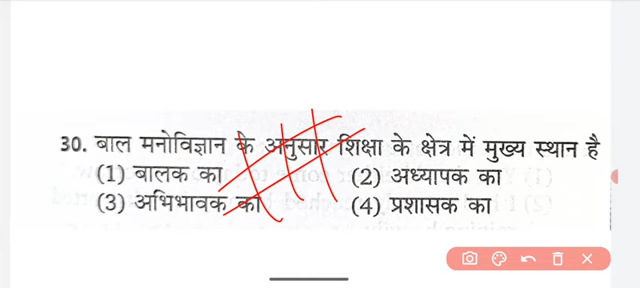 30. बाल मनोविज्ञान के अनुसार शिक्षा के क्षेत्र में मुख्य स्थान है
(1) बालक का (2) अध्यापक का
(3) अभिभावक का (4) प्रशासक का